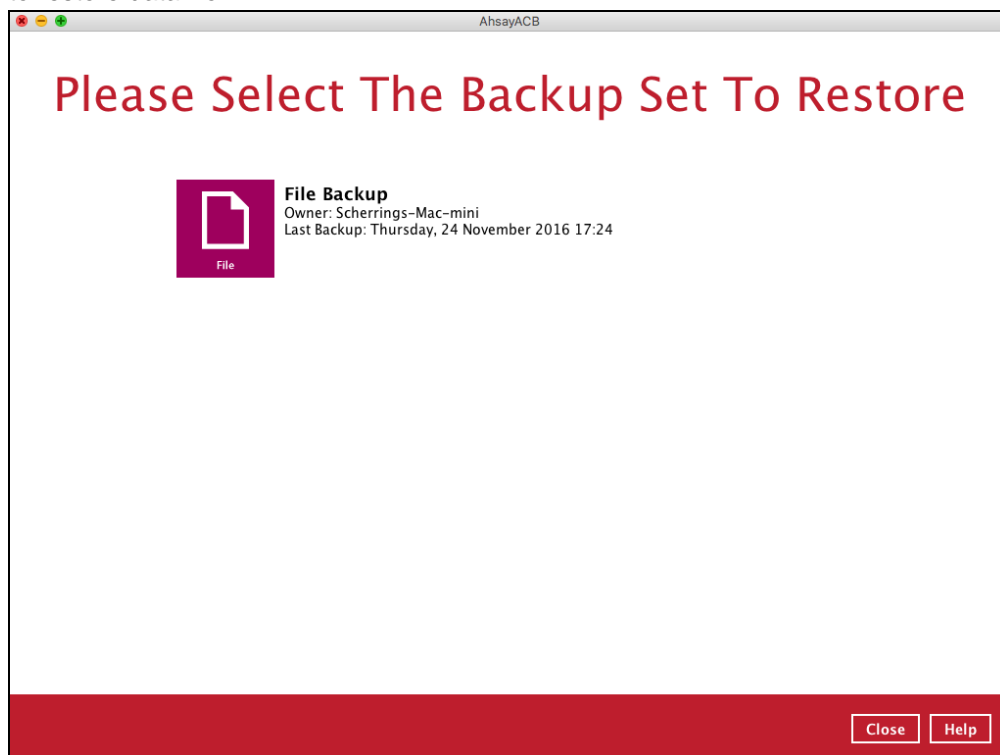 AhsayACB
Please Select The Backup Set To Restore
File Backup
Owner: Scherrings-Mac-mini
Last Backup: Thursday, 24 November 2016 17:24
File
Close Help